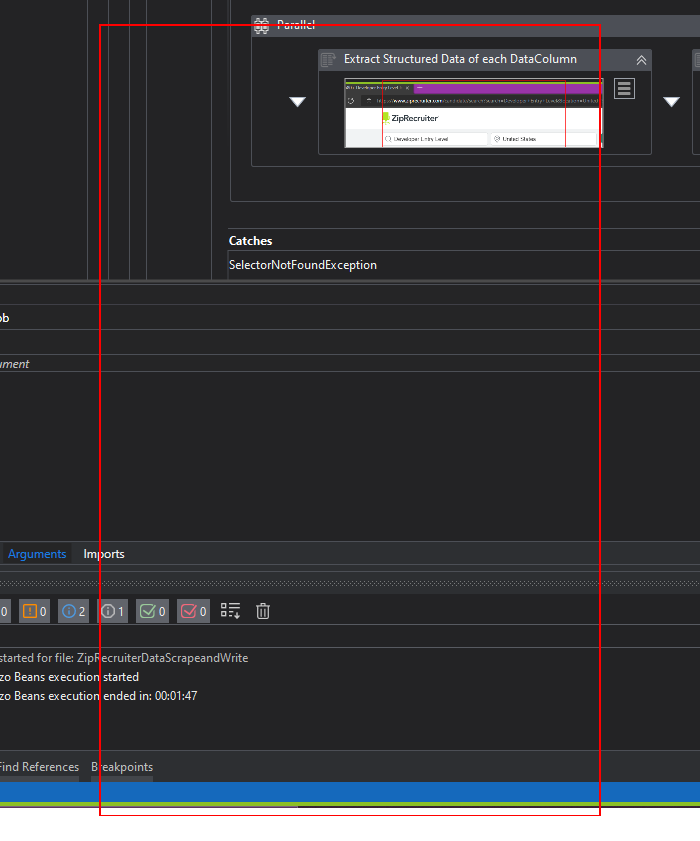 Parallel
Extract Structured Data of each DataColumn
ZipRecruiter
Developer Entry Level
United States
Catches
SelectorNotFoundException
ob
ument
Arguments Imports
0 0 2 1 0 0
started for file: ZipRecruiterDataScrapeandWrite
zo Beans execution started
zo Beans execution ended in: 00:01:47
Find References Breakpoints